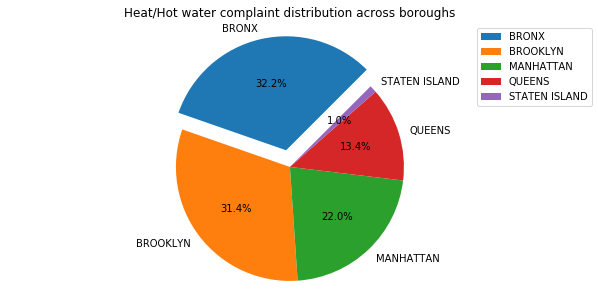 Heat/Hot water complaint distribution across boroughs
BRONX
32.2%
BROOKLYN
31.4%
MANHATTAN
22.0%
QUEENS
13.4%
STATEN ISLAND
1.0%
BRONX
BROOKLYN
MANHATTAN
QUEENS
STATEN ISLAND